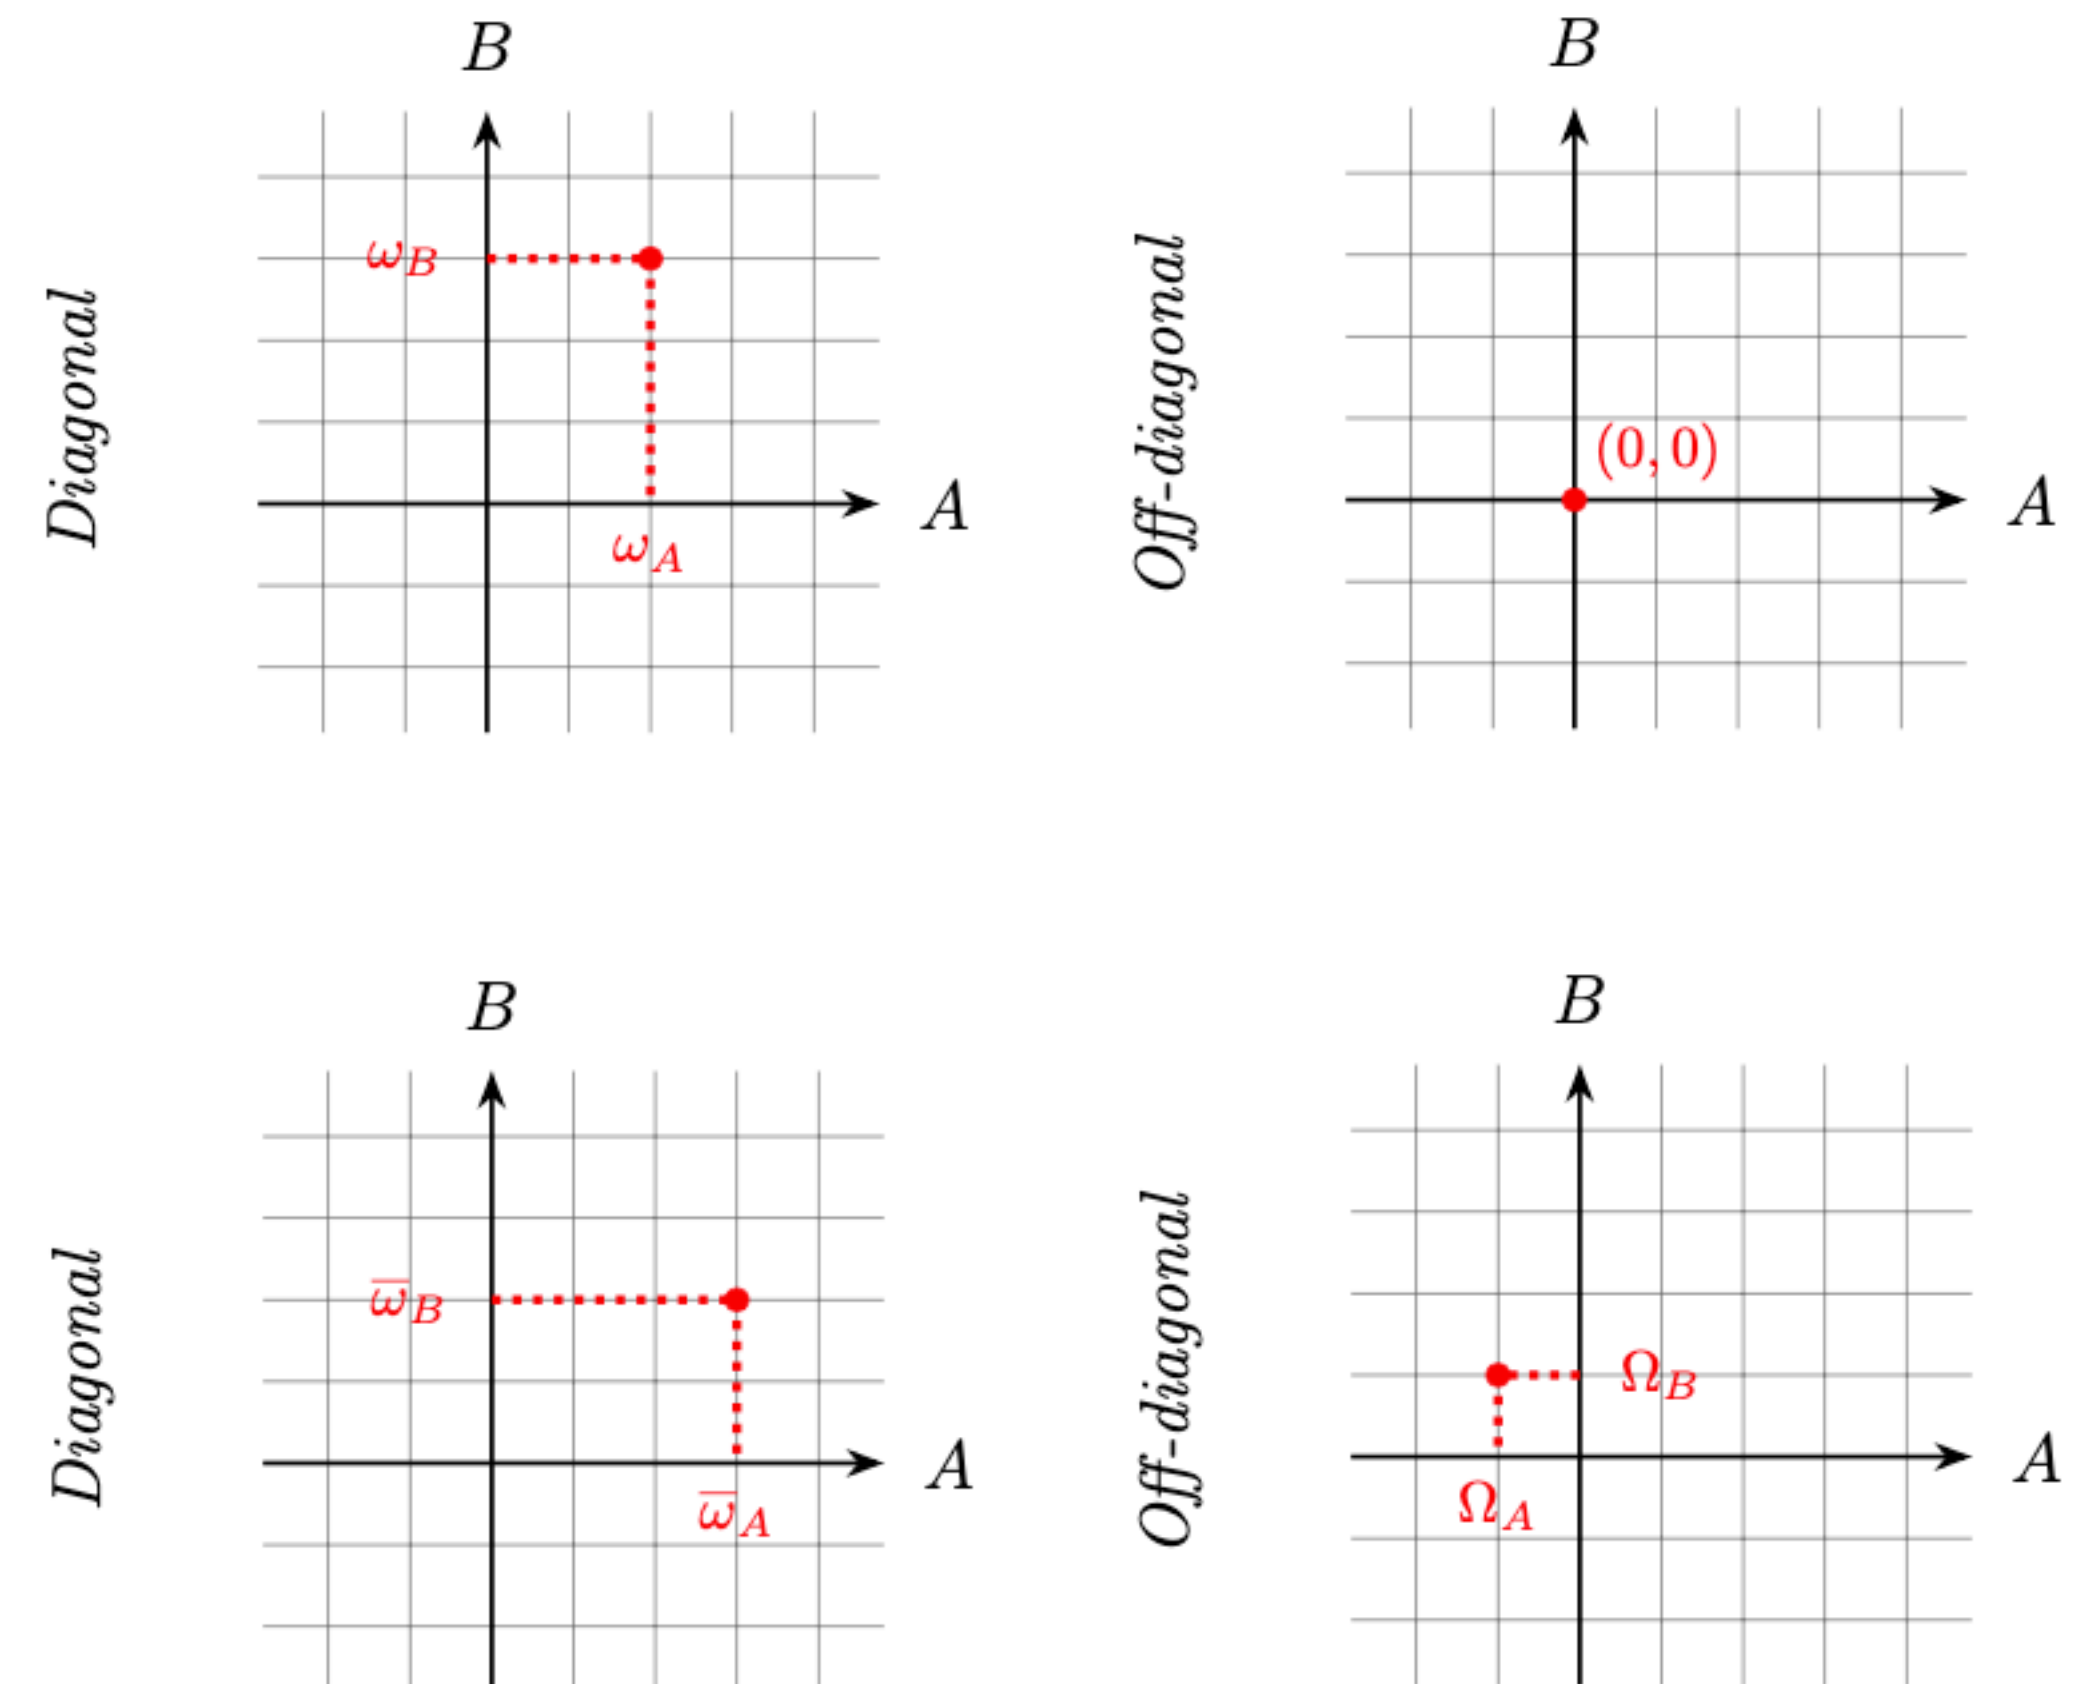 B
B
Diagonal
ω_B
ω_A
A
Off-diagonal
(0, 0)
A
B
B
Diagonal
ω̅_B
ω̅_A
A
Off-diagonal
Ω_B
Ω_A
A